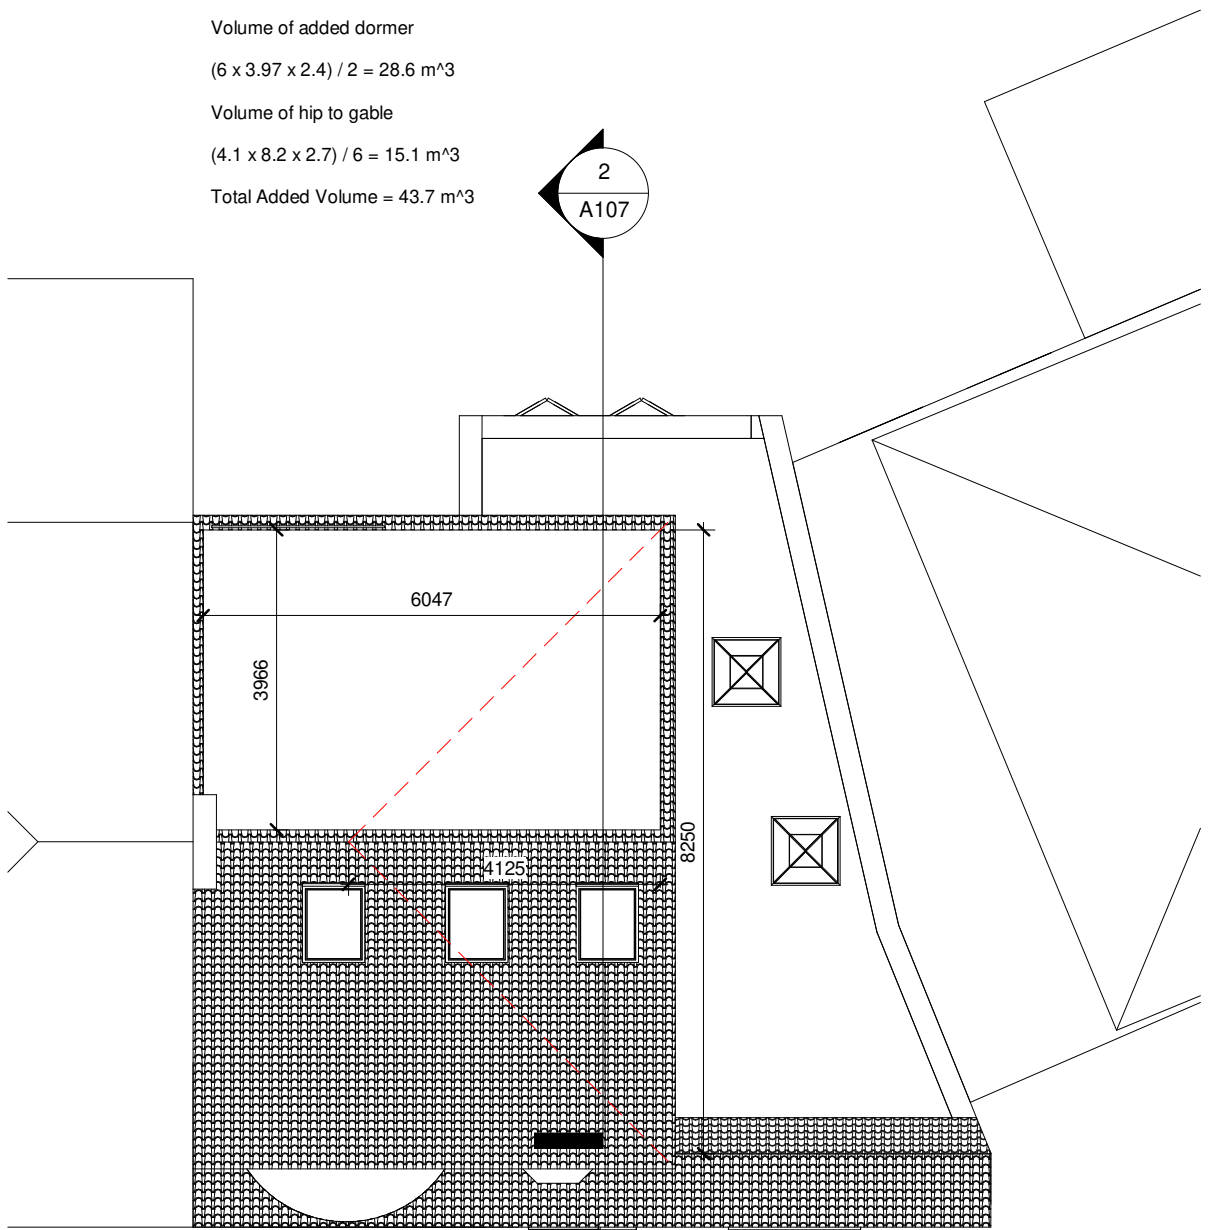 Volume of added dormer
(6 x 3.97 x 2.4) / 2 = 28.6 m^3
Volume of hip to gable
(4.1 x 8.2 x 2.7) / 6 = 15.1 m^3
Total Added Volume = 43.7 m^3
2
A107
6047
3966
8250
4125